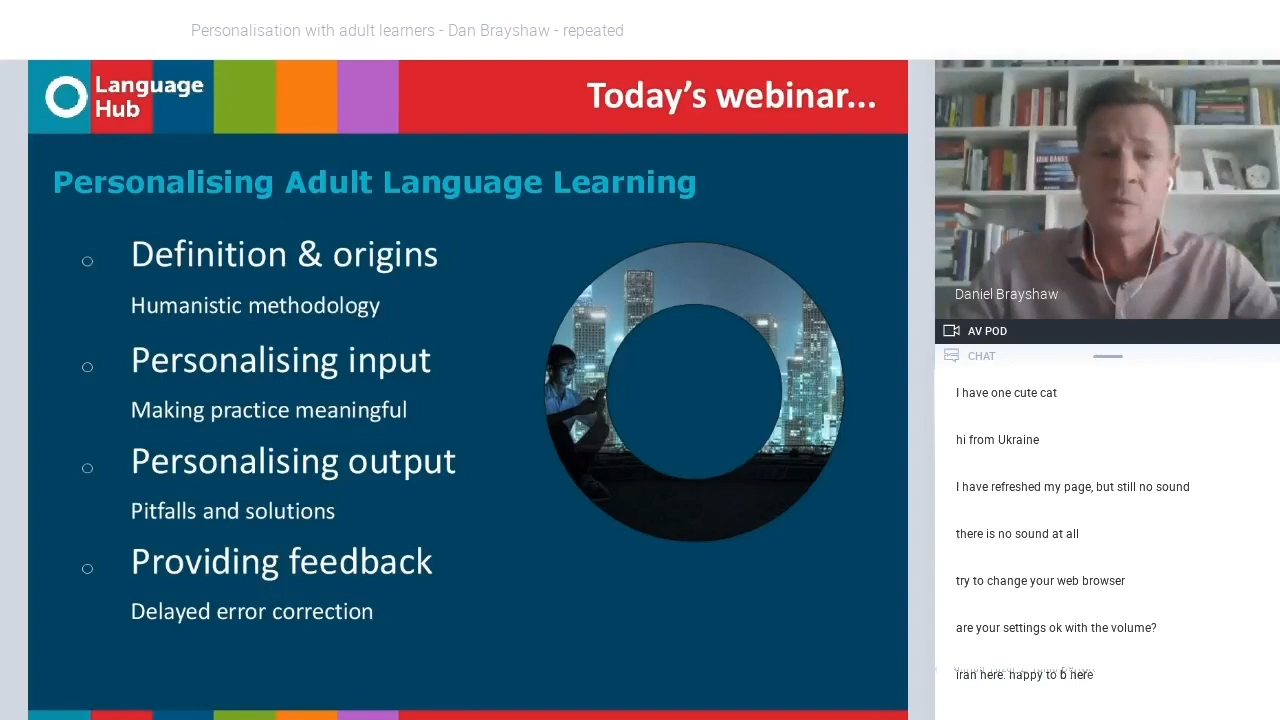 Personalisation with adult learners - Dan Brayshaw - repeated
Language
Hub
Today's webinar...
Personalising Adult Language Learning
Definition & origins
Humanistic methodology
Personalising input
Making practice meaningful
Personalising output
Pitfalls and solutions
Providing feedback
Delayed error correction
IAIN BANKS
Daniel Brayshaw
AV POD
CHAT
I have one cute cat
hi from Ukraine
I have refreshed my page, but still no sound
there is no sound at all
try to change your web browser
are your settings ok with the volume?
iran here. happy to b here